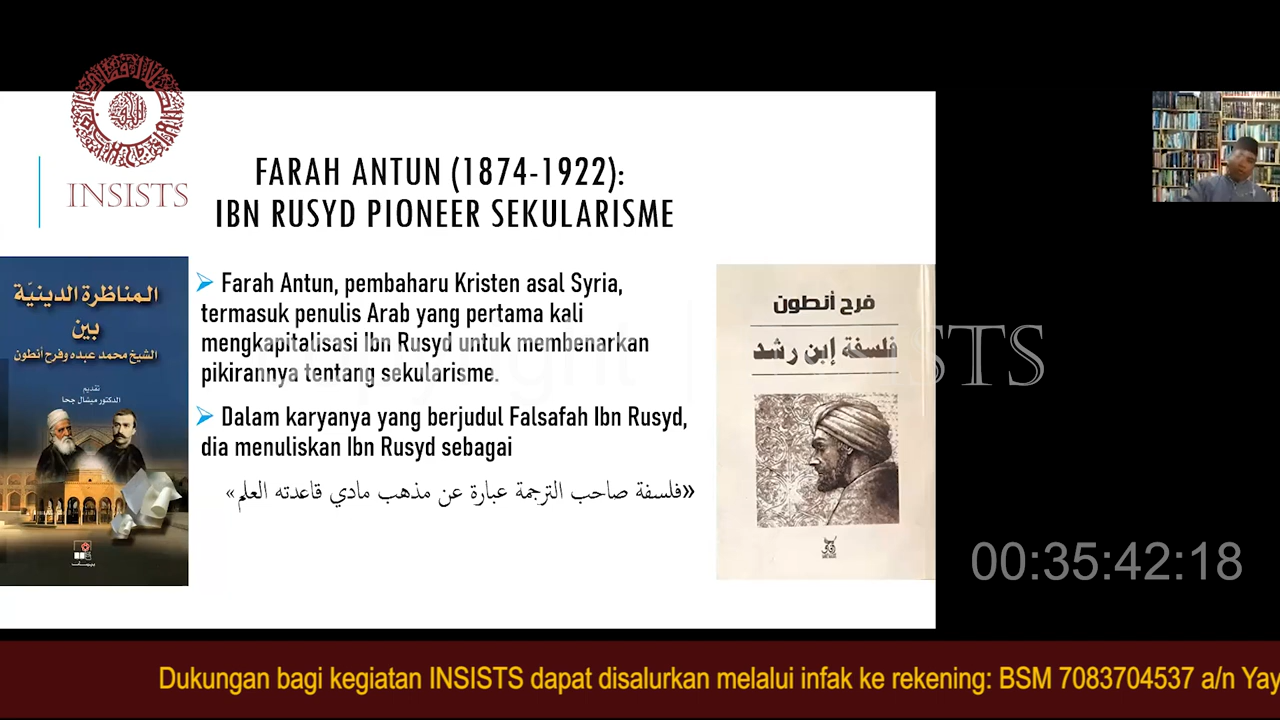 INSISTS
FARAH ANTUN (1874-1922):
IBN RUSYD PIONEER SEKULARISME
المناظرة الدينيّة
بين
الشيخ محمد عبده وفرح أنطون
تقديم
الدكتور ميشال جحا
➢ Farah Antun, pembaharu Kristen asal Syria,
termasuk penulis Arab yang pertama kali
mengkapitalisasi Ibn Rusyd untuk membenarkan
pikirannya tentang sekularisme.
➢ Dalam karyanya yang berjudul Falsafah Ibn Rusyd,
dia menuliskan Ibn Rusyd sebagai
«فلسفة صاحب الترجمة عبارة عن مذهب مادي قاعدته العلم»
فرح أنطون
فلسفة إبن رشد
00:35:42:18
Dukungan bagi kegiatan INSISTS dapat disalurkan melalui infak ke rekening: BSM 7083704537 a/n Yay